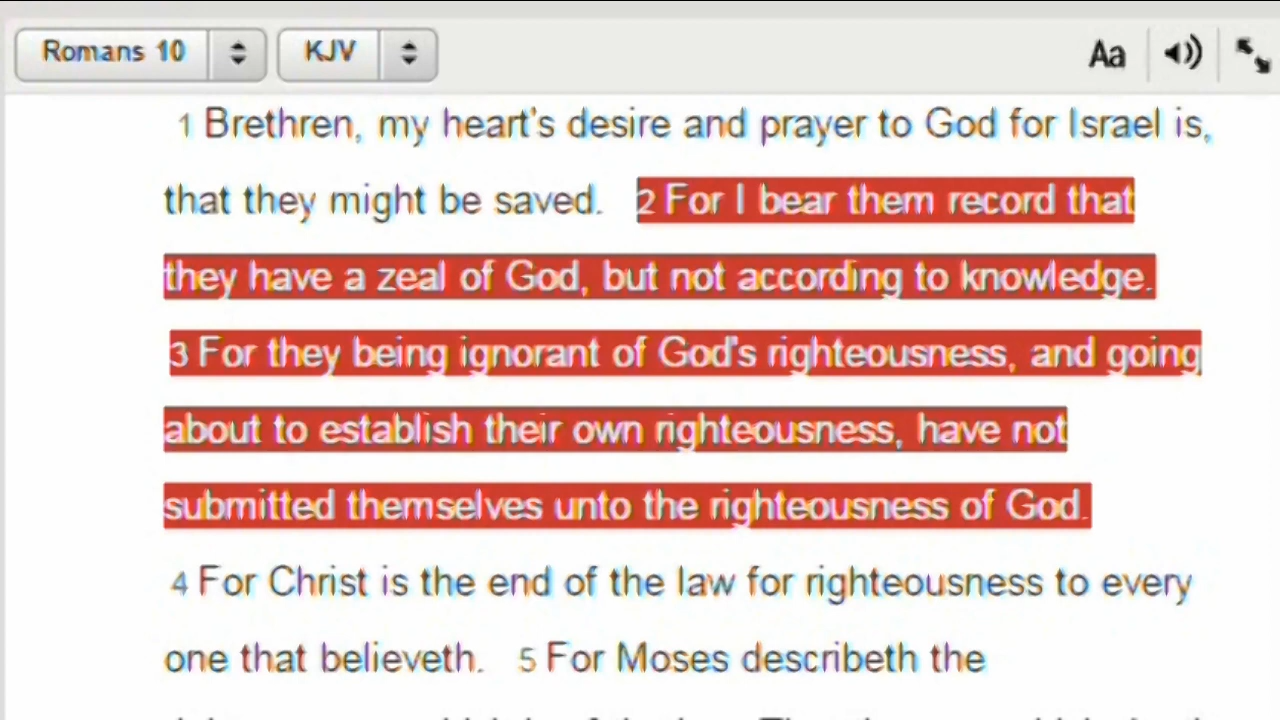 Romans 10 KJV Aa
1 Brethren, my heart's desire and prayer to God for Israel is,
that they might be saved. 2 For I bear them record that
they have a zeal of God, but not according to knowledge.
3 For they being ignorant of God's righteousness, and going
about to establish their own righteousness, have not
submitted themselves unto the righteousness of God.
4 For Christ is the end of the law for righteousness to every
one that believeth. 5 For Moses describeth the